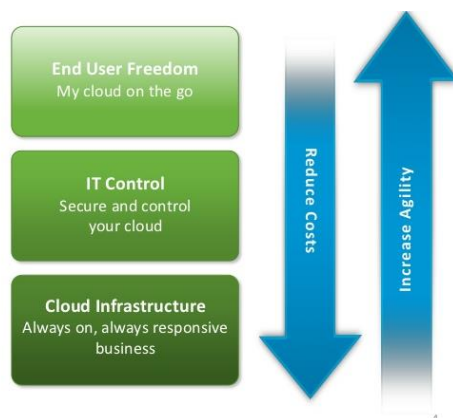 End User Freedom
My cloud on the go
IT Control
Secure and control
your cloud
Cloud Infrastructure
Always on, always responsive
business
Reduce Costs
Increase Agility